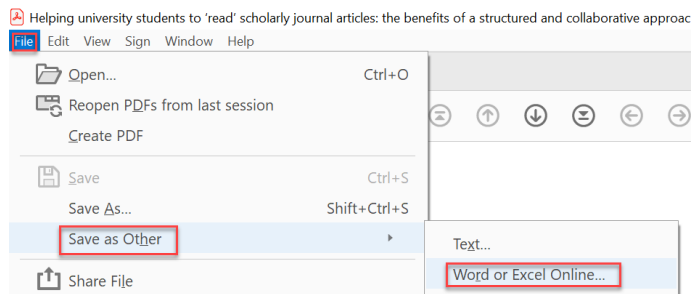 Helping university students to ‘read’ scholarly journal articles: the benefits of a structured and collaborative approac
File Edit View Sign Window Help
Open... Ctrl+O
Reopen PDFs from last session
Create PDF
Save Ctrl+S
Save As... Shift+Ctrl+S
Save as Other
Text...
Word or Excel Online...
Share File